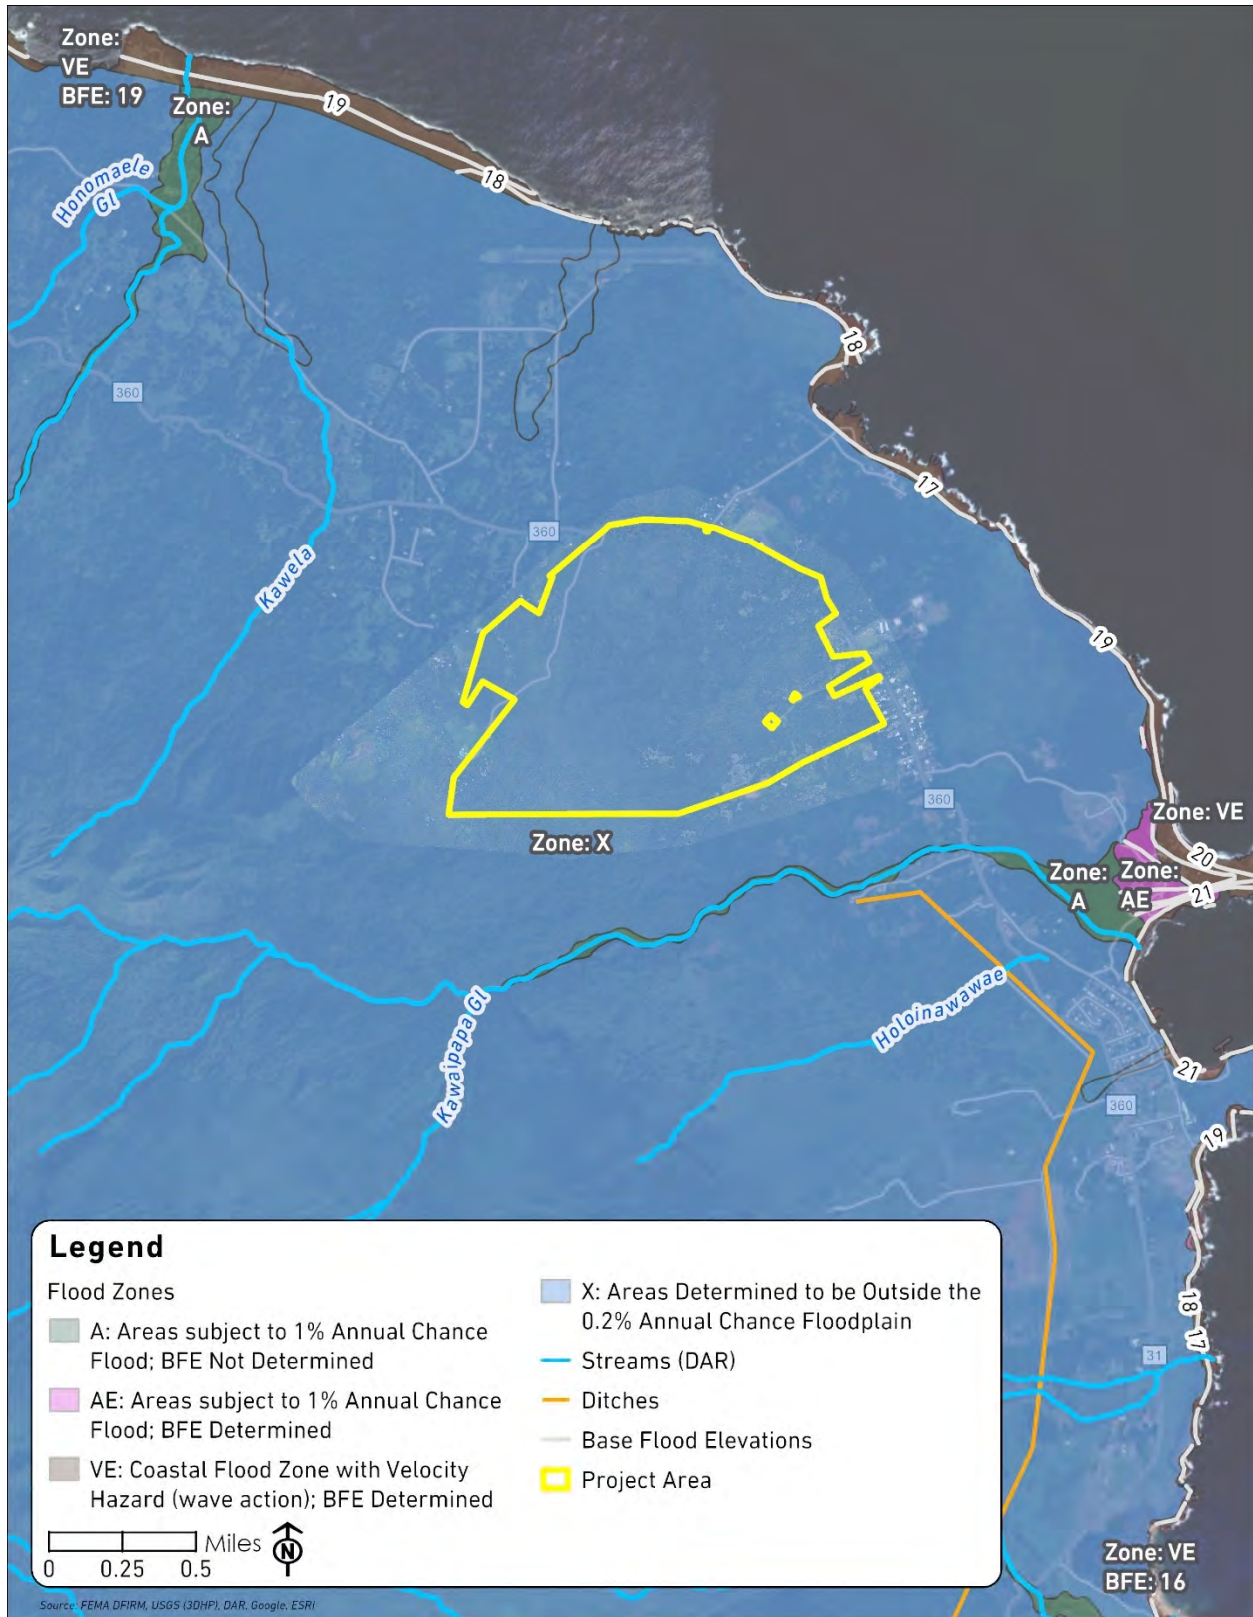 Zone:
VE
BFE: 19
Zone:
A
19
18
Honomaele
Gl
18
360
17
360
Kawela
19
360
Zone: VE
Zone: X
20
Zone:
A
Zone:
AE
21
Holoinawawae
Kawaipapa Gl
21
360
19
18
17
31
Zone: VE
BFE: 16
Legend
Flood Zones
A: Areas subject to 1% Annual Chance
Flood; BFE Not Determined
AE: Areas subject to 1% Annual Chance
Flood; BFE Determined
VE: Coastal Flood Zone with Velocity
Hazard (wave action); BFE Determined
X: Areas Determined to be Outside the
0.2% Annual Chance Floodplain
Streams (DAR)
Ditches
Base Flood Elevations
Project Area
Miles
0 0.25 0.5
N
Source: FEMA DFIRM, USGS (3DHP), DAR, Google, ESRI